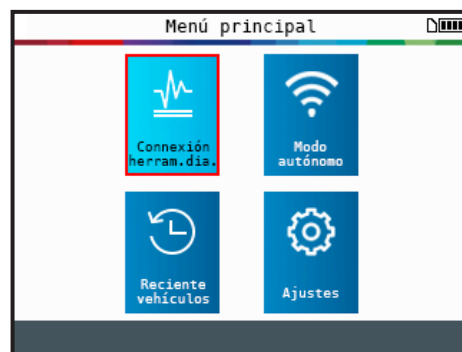 Menú principal
Connexión
herram.dia.
Modo
autónomo
Reciente
vehículos
Ajustes